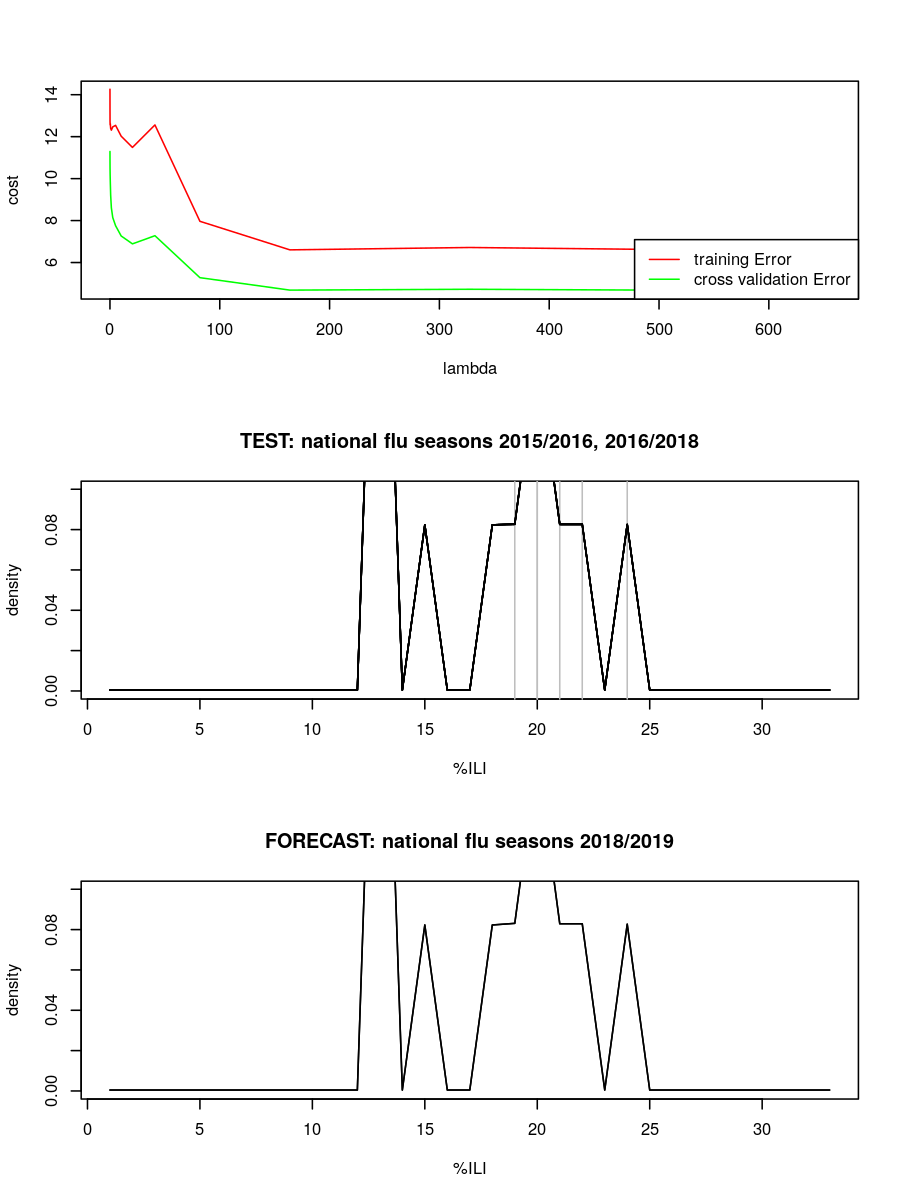 cost
14
12
10
8
6
training Error
cross validation Error
0 100 200 300 400 500 600
lambda
TEST: national flu seasons 2015/2016, 2016/2018
density
0.08
0.04
0.00
0 5 10 15 20 25 30
%ILI
FORECAST: national flu seasons 2018/2019
density
0.08
0.04
0.00
0 5 10 15 20 25 30
%ILI